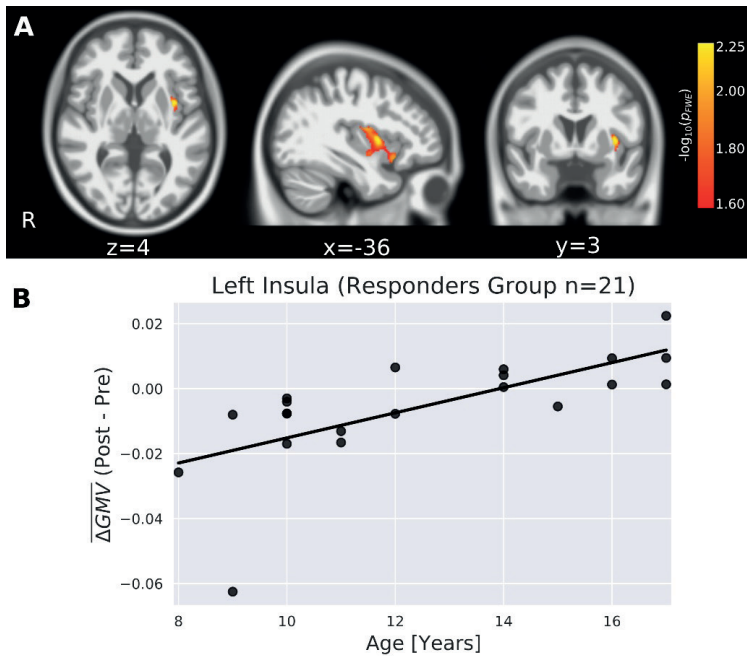 A
2.25
2.00
1.80
1.60
-log₁₀(p_FWE)
R
z=4
x=-36
y=3
B
Left Insula (Responders Group n=21)
0.02
0.00
−0.02
−0.04
−0.06
ΔGMV (Post - Pre)
8
10
12
14
16
Age [Years]